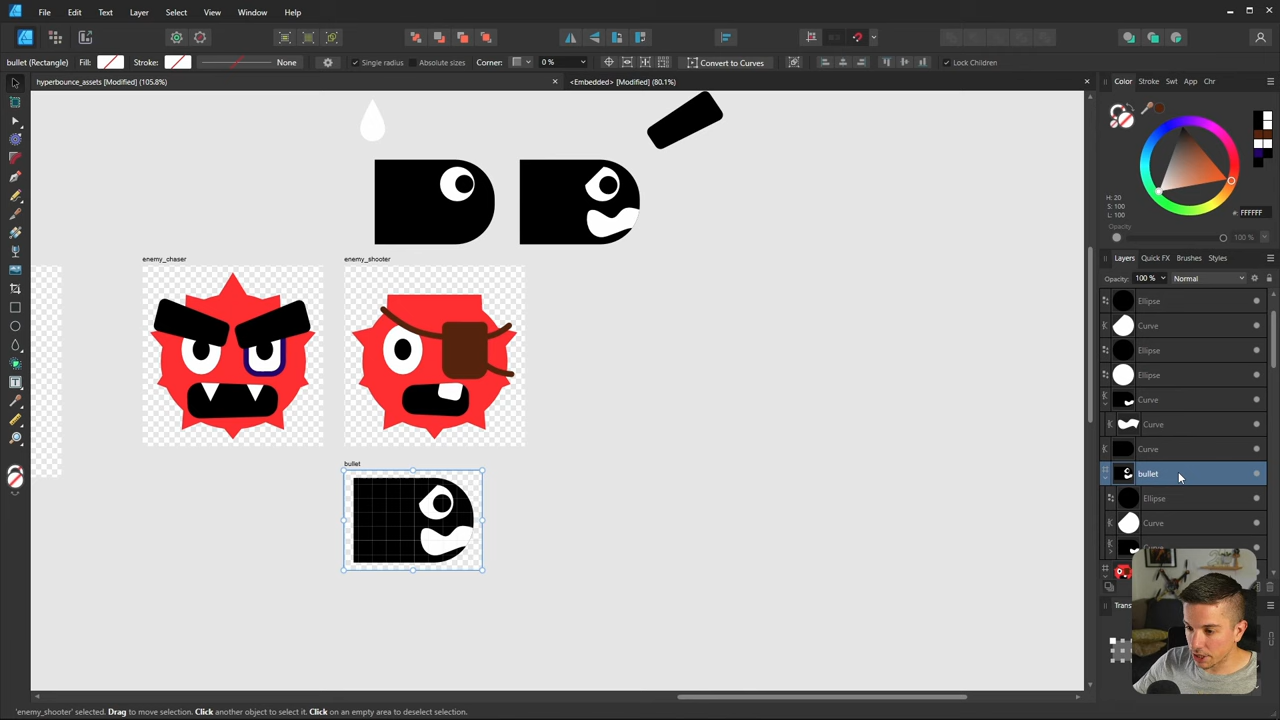 File Edit Text Layer Select View Window Help
bullet (Rectangle) Fill: Stroke: None Single radius Absolute sizes Corner: 0 % Convert to Curves Lock Children
hyperbounce_assets [Modified] (105.8%) <Embedded> [Modified] (80.1%)
Color Stroke Swt App Chr
H: 20
S: 100
L: 100
#: FFFFFF
Opacity
100 %
enemy_chaser
enemy_shooter
bullet
Layers Quick FX Brushes Styles
Opacity: 100 % Normal
Ellipse
Curve
Ellipse
Ellipse
Curve
Curve
Curve
bullet
Ellipse
Curve
Curve
'enemy_shooter' selected. Drag to move selection. Click another object to select it. Click on an empty area to deselect selection.